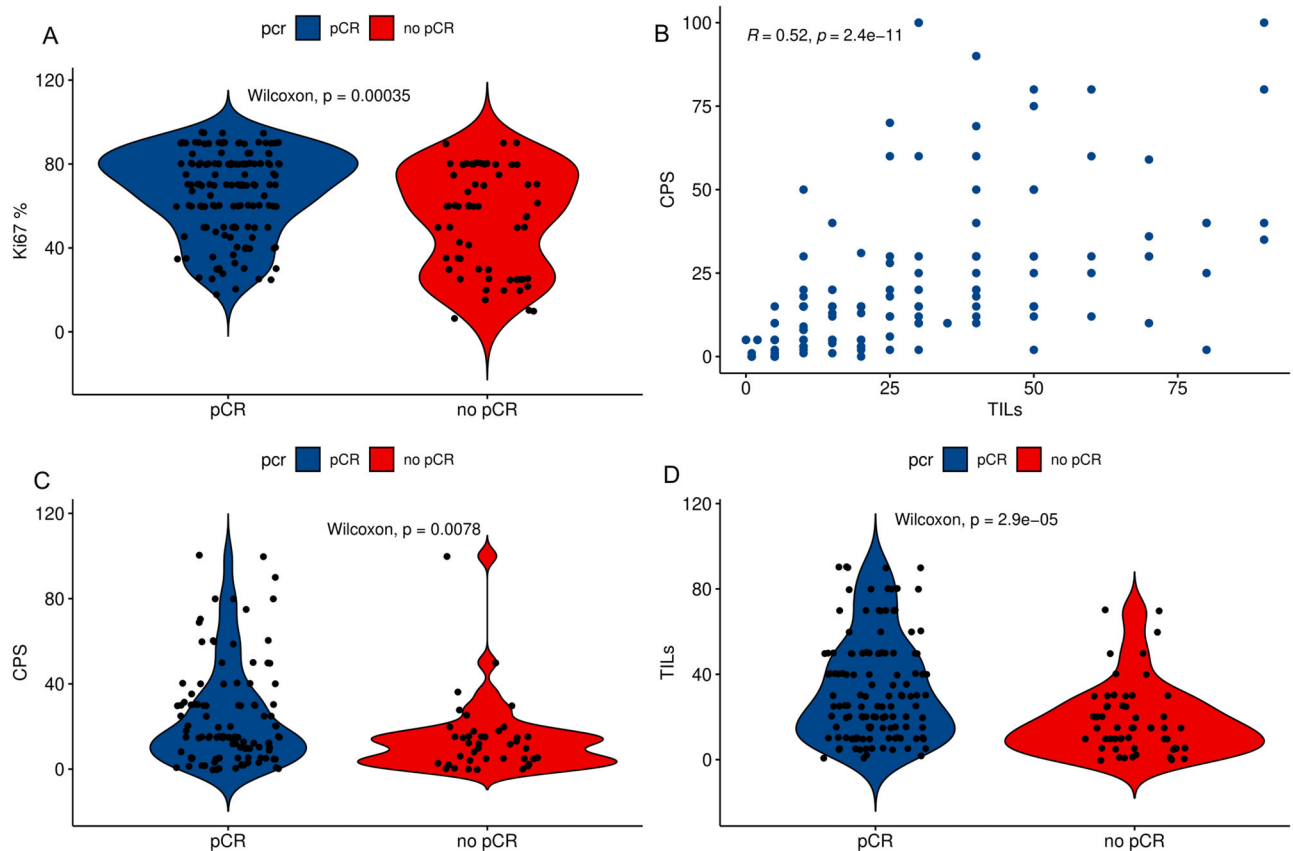 A
pcr pCR no pCR
Wilcoxon, p = 0.00035
120
80
40
0
Ki67 %
pCR no pCR
B
R = 0.52, p = 2.4e−11
100
75
50
25
0
CPS
0 25 50 75
TILs
C
pcr pCR no pCR
Wilcoxon, p = 0.0078
120
80
40
0
CPS
pCR no pCR
D
pcr pCR no pCR
Wilcoxon, p = 2.9e−05
120
80
40
0
TILs
pCR no pCR